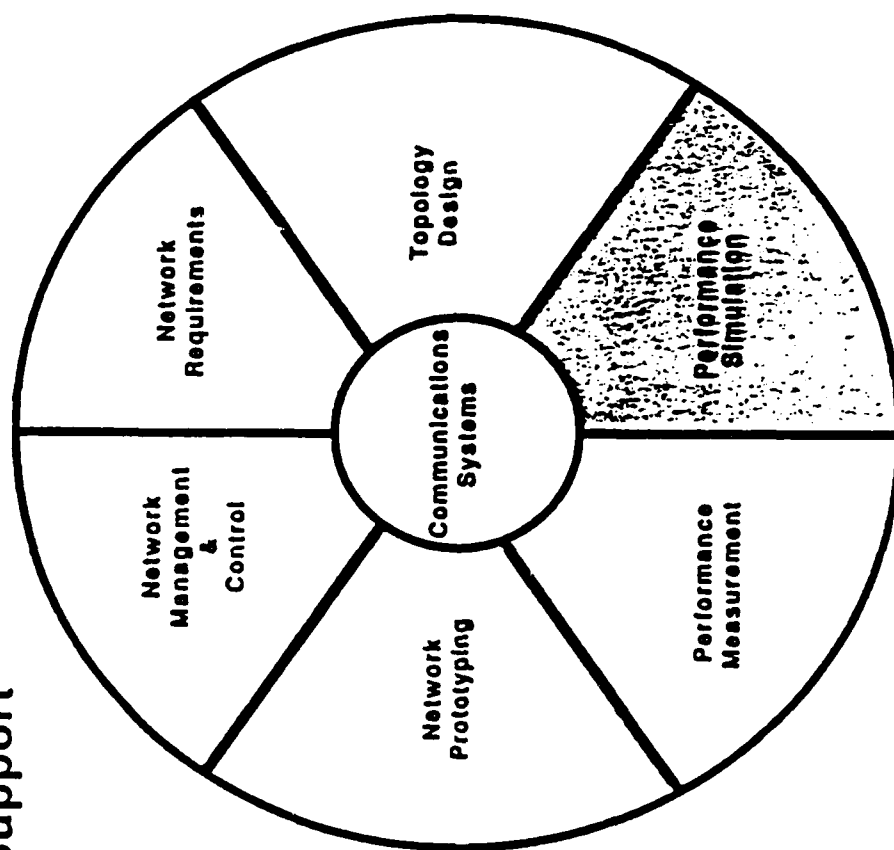 Support
Network
Management
&
Control
Network
Requirements
Network
Prototyping
Communications
Systems
Topology
Design
Performance
Measurement
Performance
Simulation